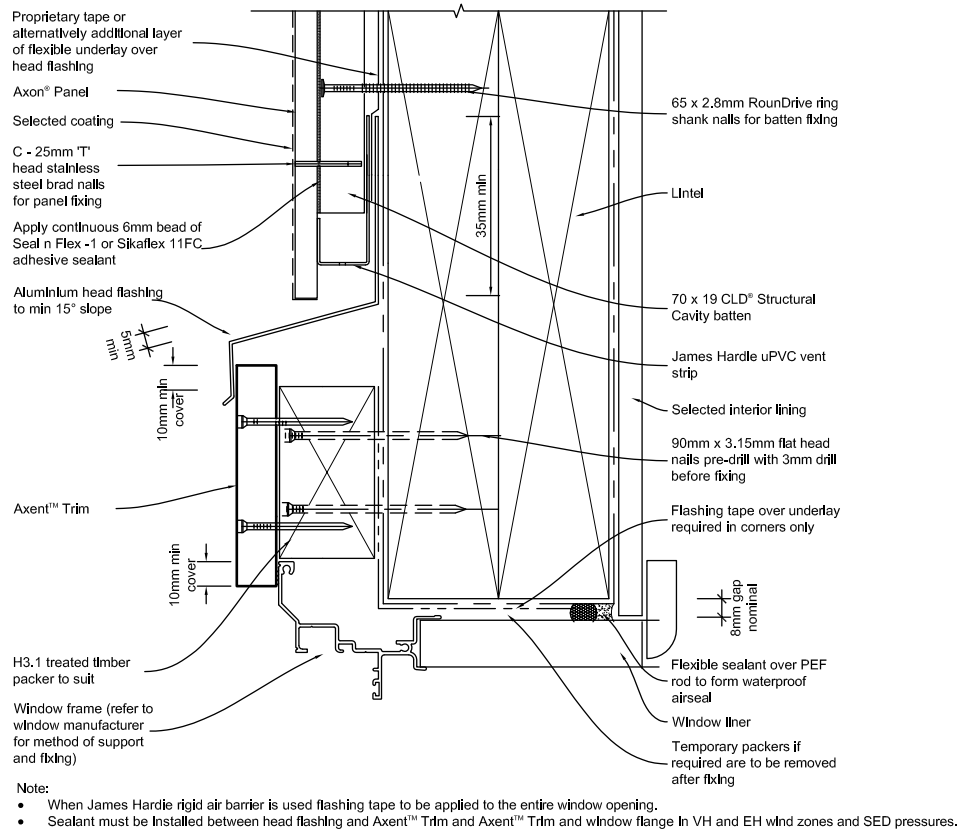 Proprietary tape or
alternatively additional layer
of flexible underlay over
head flashing
Axon® Panel
Selected coating
C - 25mm 'T'
head stainless
steel brad nails
for panel fixing
Apply continuous 6mm bead of
Seal n Flex -1 or Sikaflex 11FC
adhesive sealant
Aluminium head flashing
to min 15° slope
5mm
min
10mm min
cover
Axent™ Trim
10mm min
cover
H3.1 treated timber
packer to suit
Window frame (refer to
window manufacturer
for method of support
and fixing)
35mm min
65 x 2.8mm RounDrive ring
shank nails for batten fixing
Lintel
70 x 19 CLD® Structural
Cavity batten
James Hardie uPVC vent
strip
Selected interior lining
90mm x 3.15mm flat head
nails pre-drill with 3mm drill
before fixing
Flashing tape over underlay
required in corners only
8mm gap
nominal
Flexible sealant over PEF
rod to form waterproof
airseal
Window liner
Temporary packers if
required are to be removed
after fixing
Note:
• When James Hardie rigid air barrier is used flashing tape to be applied to the entire window opening.
• Sealant must be installed between head flashing and Axent™ Trim and Axent™ Trim and window flange in VH and EH wind zones and SED pressures.